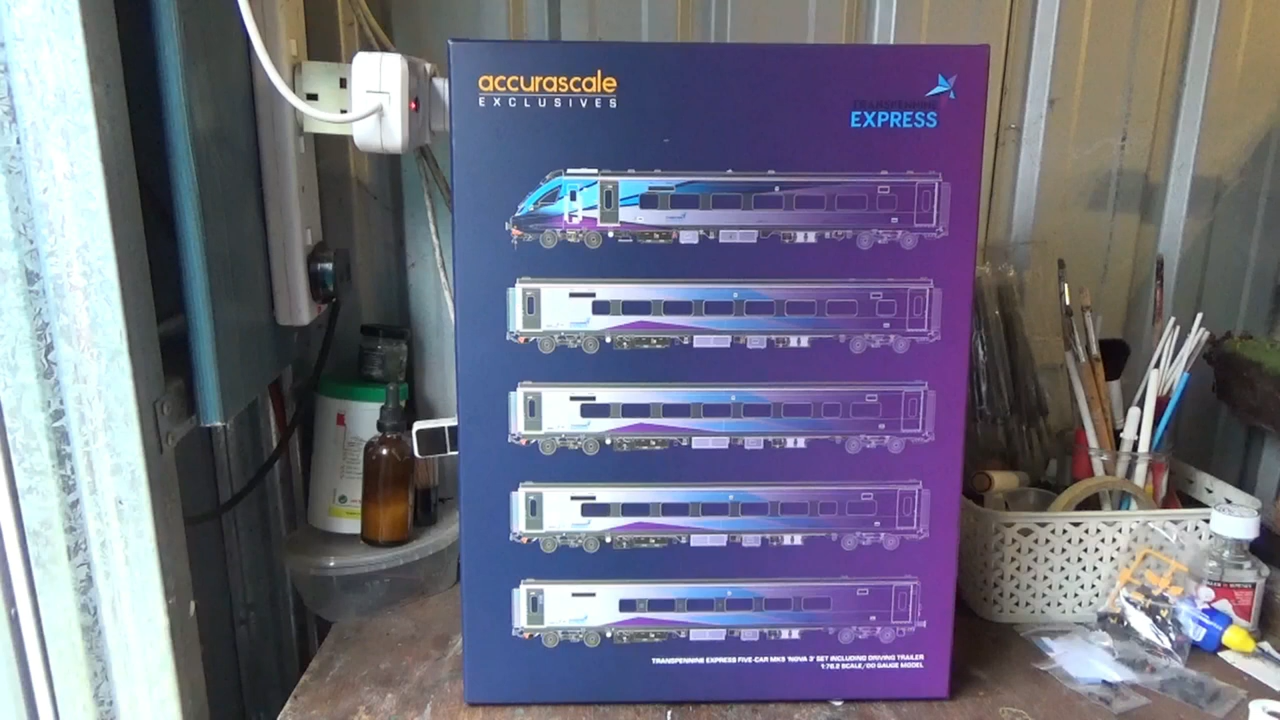 accurascale
EXCLUSIVES
TRANSPENNINE
EXPRESS
TRANSPENNINE EXPRESS FIVE-CAR MK5 'NOVA 3' SET INCLUDING DRIVING TRAILER
1:76.2 SCALE/OO GAUGE MODEL